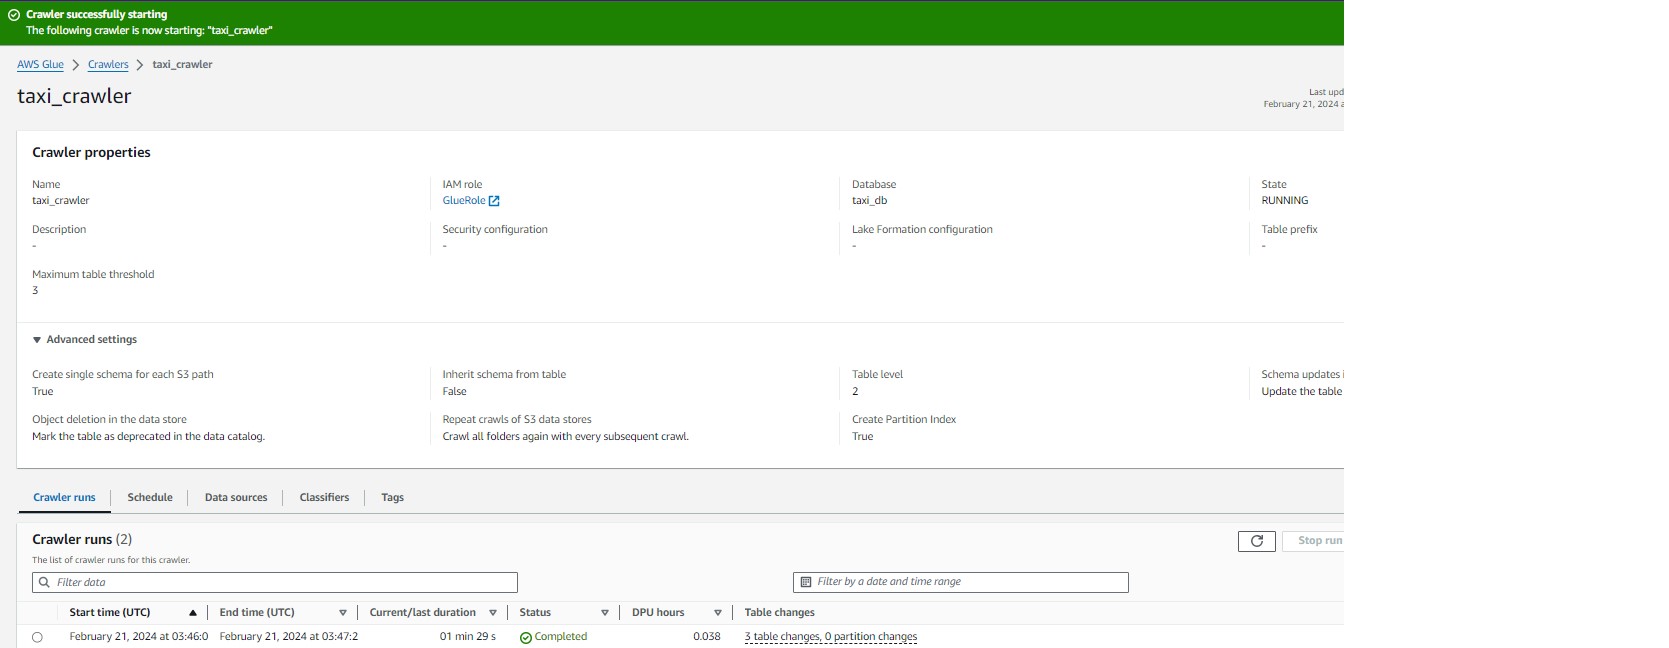 Crawler successfully starting
The following crawler is now starting: "taxi_crawler"
AWS Glue > Crawlers > taxi_crawler
taxi_crawler
Last upd
February 21, 2024 a
Crawler properties
Name IAM role Database State
taxi_crawler GlueRole taxi_db RUNNING
Description Security configuration Lake Formation configuration Table prefix
- - - -
Maximum table threshold
3
Advanced settings
Create single schema for each S3 path Inherit schema from table Table level Schema updates i
True False 2 Update the table
Object deletion in the data store Repeat crawls of S3 data stores Create Partition Index
Mark the table as deprecated in the data catalog. Crawl all folders again with every subsequent crawl. True
Crawler runs Schedule Data sources Classifiers Tags
Crawler runs (2)
Stop run
The list of crawler runs for this crawler.
Filter data Filter by a date and time range
Start time (UTC) End time (UTC) Current/last duration Status DPU hours Table changes
February 21, 2024 at 03:46:0 February 21, 2024 at 03:47:2 01 min 29 s Completed 0.038 3 table changes, 0 partition changes